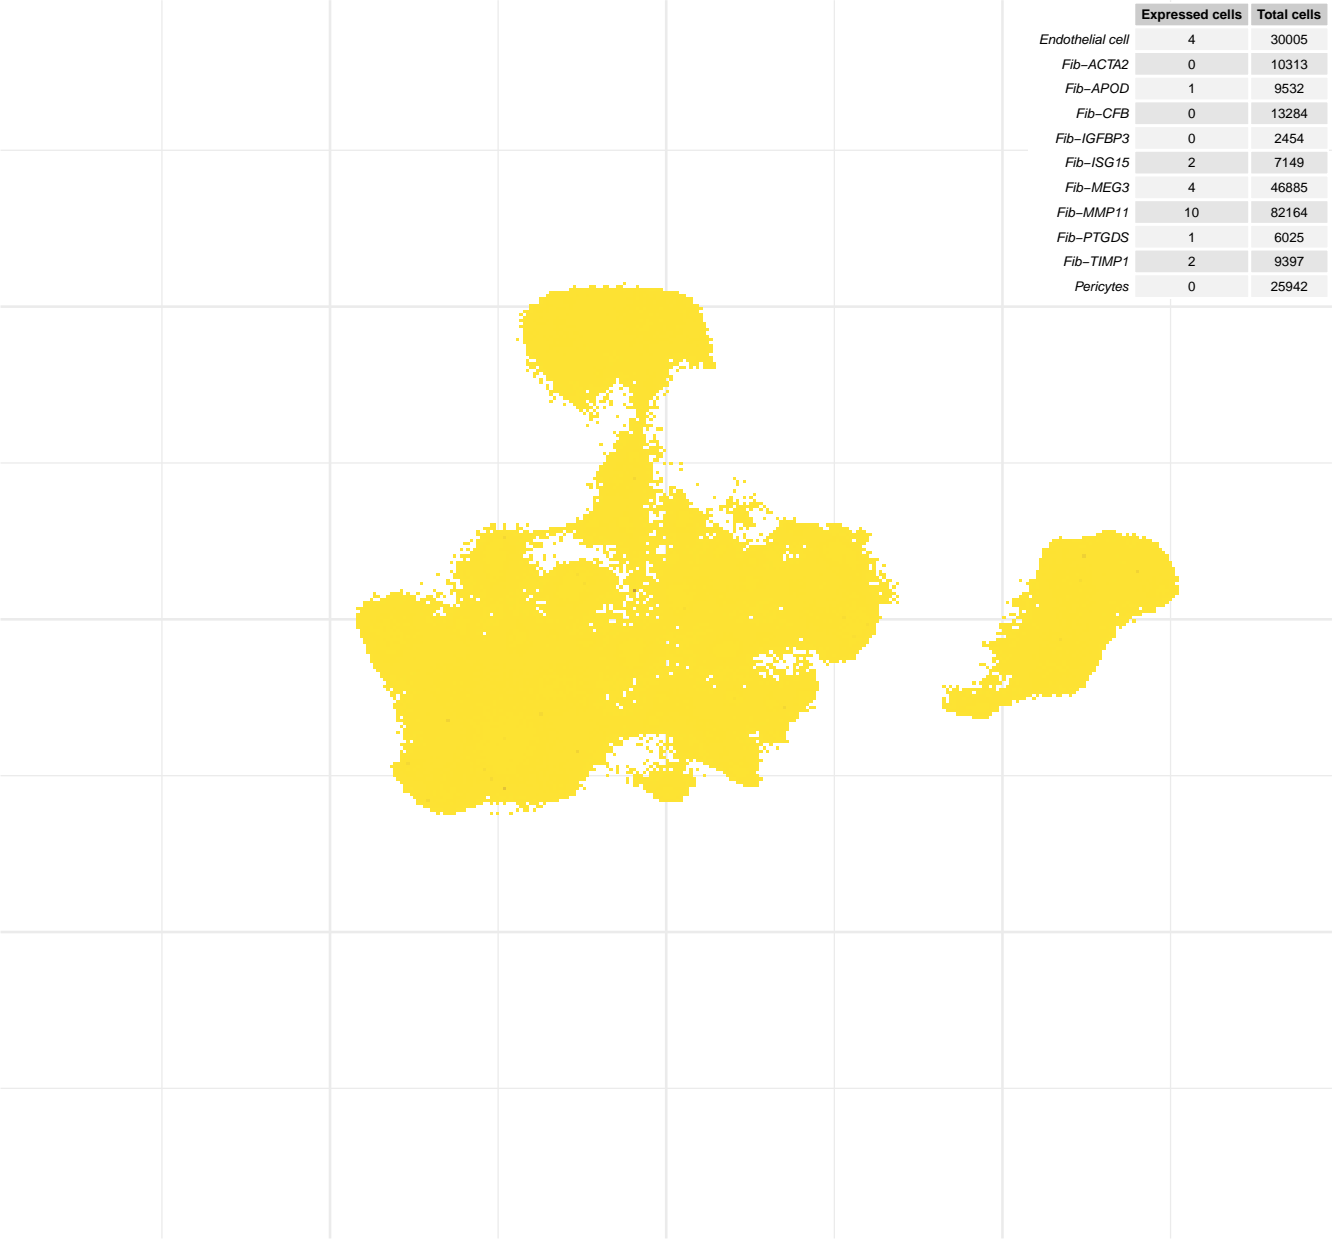 Expressed cells Total cells
Endothelial cell 4 30005
Fib−ACTA2 0 10313
Fib−APOD 1 9532
Fib−CFB 0 13284
Fib−IGFBP3 0 2454
Fib−ISG15 2 7149
Fib−MEG3 4 46885
Fib−MMP11 10 82164
Fib−PTGDS 1 6025
Fib−TIMP1 2 9397
Pericytes 0 25942